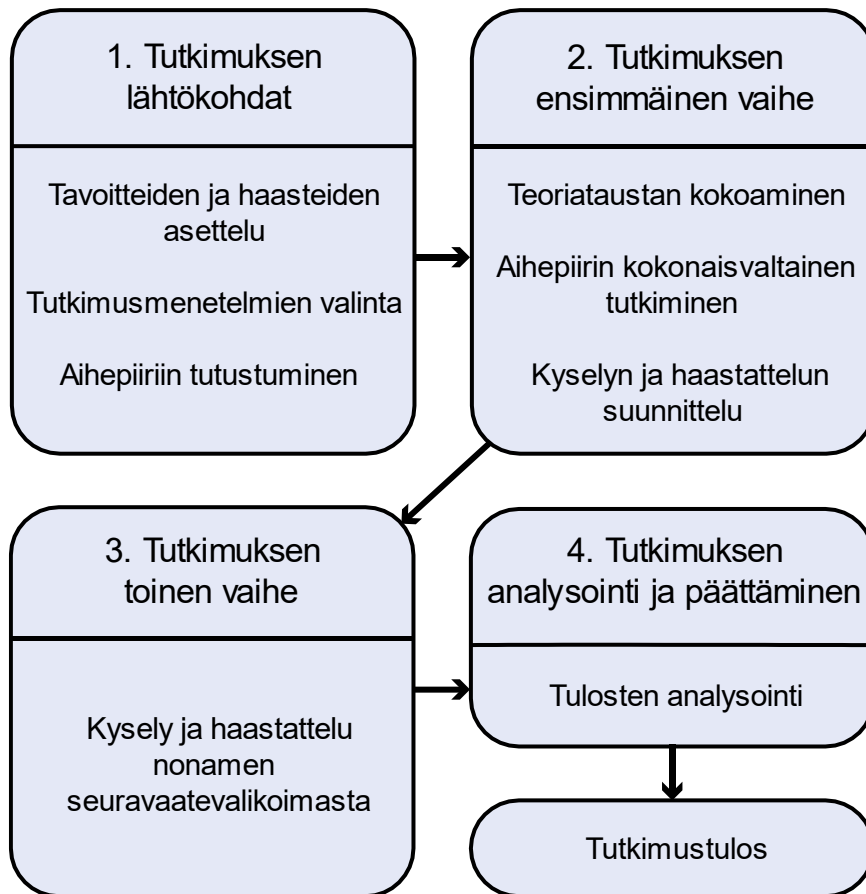 1. Tutkimuksen
lähtökohdat
Tavoitteiden ja haasteiden
asettelu
Tutkimusmenetelmien valinta
Aihepiiriin tutustuminen
2. Tutkimuksen
ensimmäinen vaihe
Teoriataustan kokoaminen
Aihepiirin kokonaisvaltainen
tutkiminen
Kyselyn ja haastattelun
suunnittelu
3. Tutkimuksen
toinen vaihe
Kysely ja haastattelu
nonamen
seuravaatevalikoimasta
4. Tutkimuksen
analysointi ja päättäminen
Tulosten analysointi
Tutkimustulos